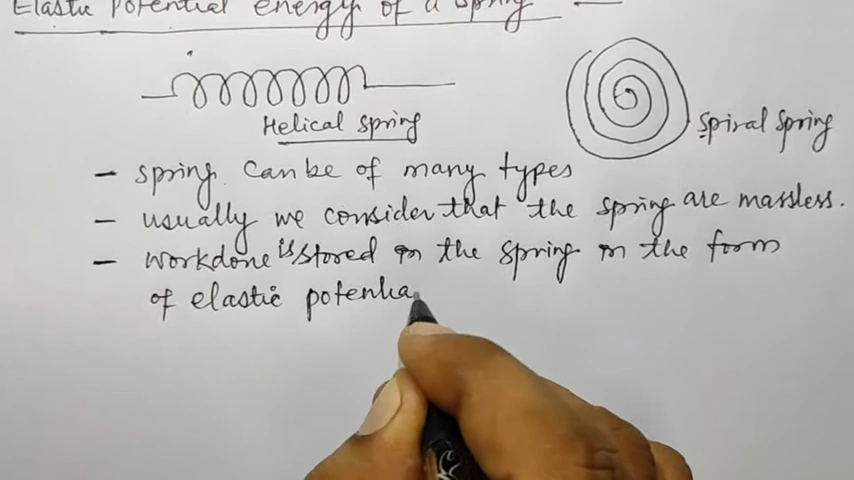 Elastic Potential energy of a spring
Helical spring
Spiral Spring
- spring can be of many types
- usually we consider that the spring are massless.
- workdone is stored in the spring in the form
of elastic potentia